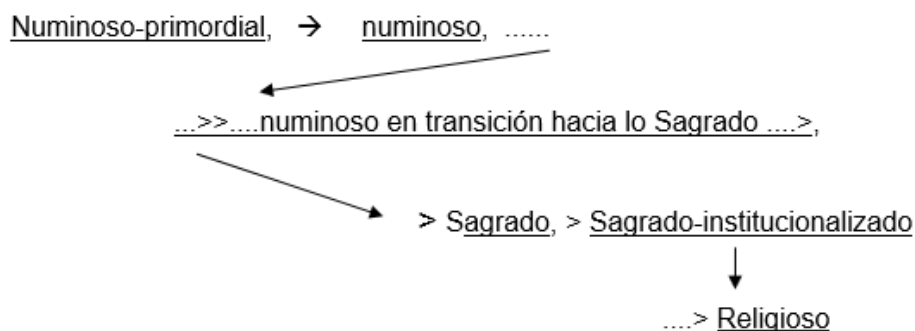 Numinoso-primordial, → numinoso, ......
...>>....numinoso en transición hacia lo Sagrado ....>,
> Sagrado, > Sagrado-institucionalizado
....> Religioso